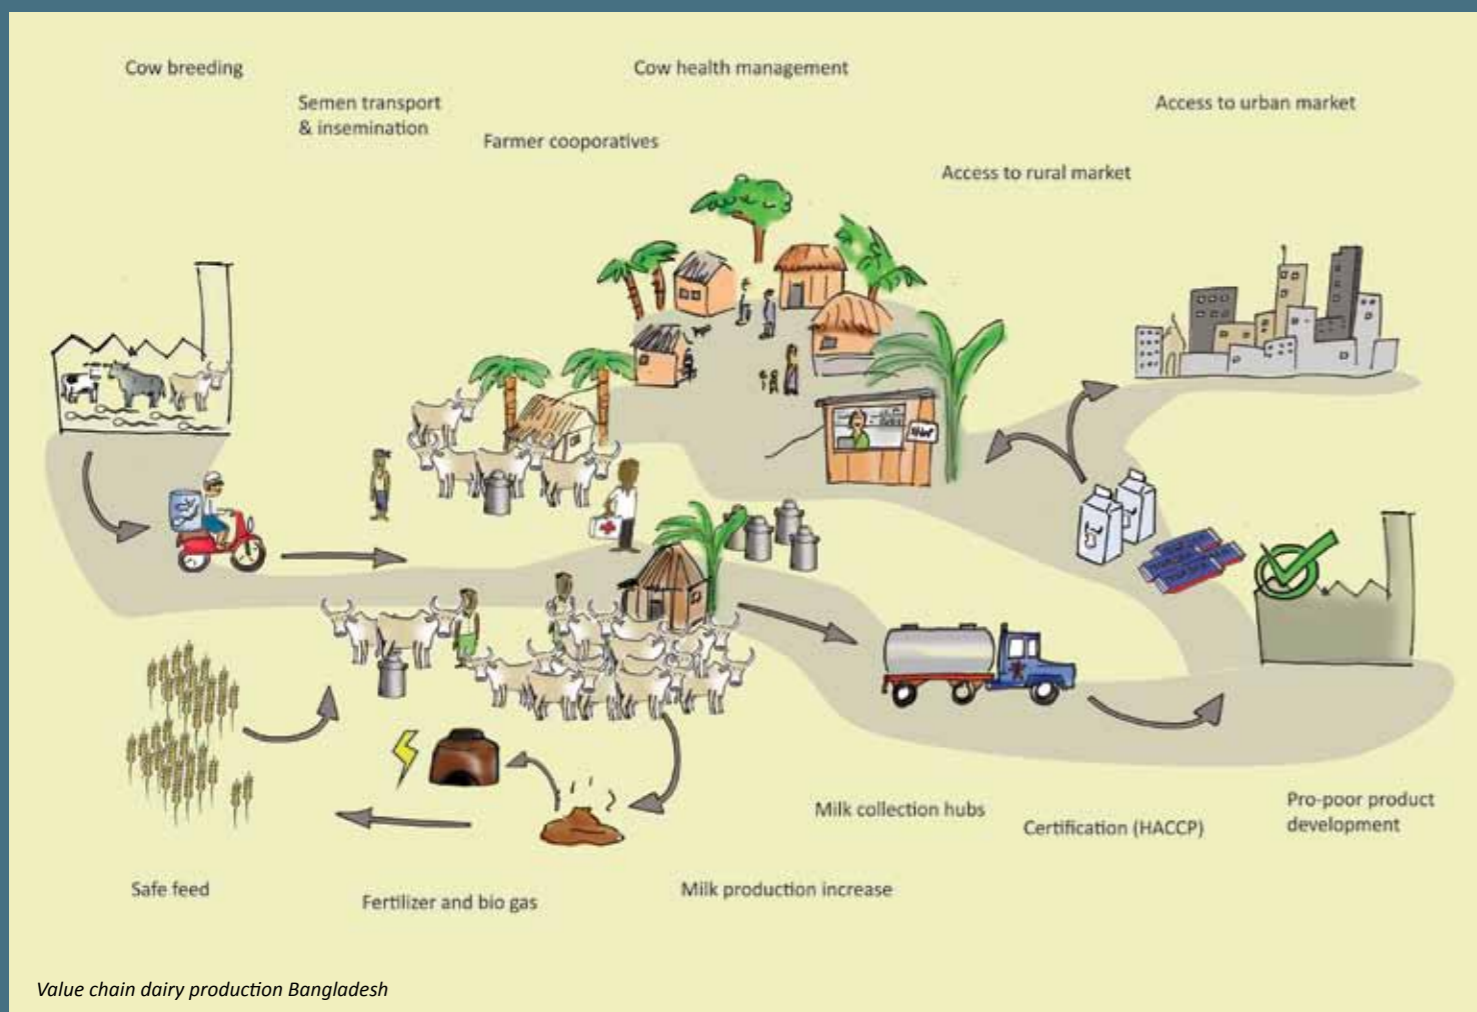 Cow breeding
Semen transport
& insemination
Farmer cooporatives
Cow health management
Access to rural market
Access to urban market
Safe feed
Fertilizer and bio gas
Milk production increase
Milk collection hubs
Certification (HACCP)
Pro-poor product
development
Value chain dairy production Bangladesh